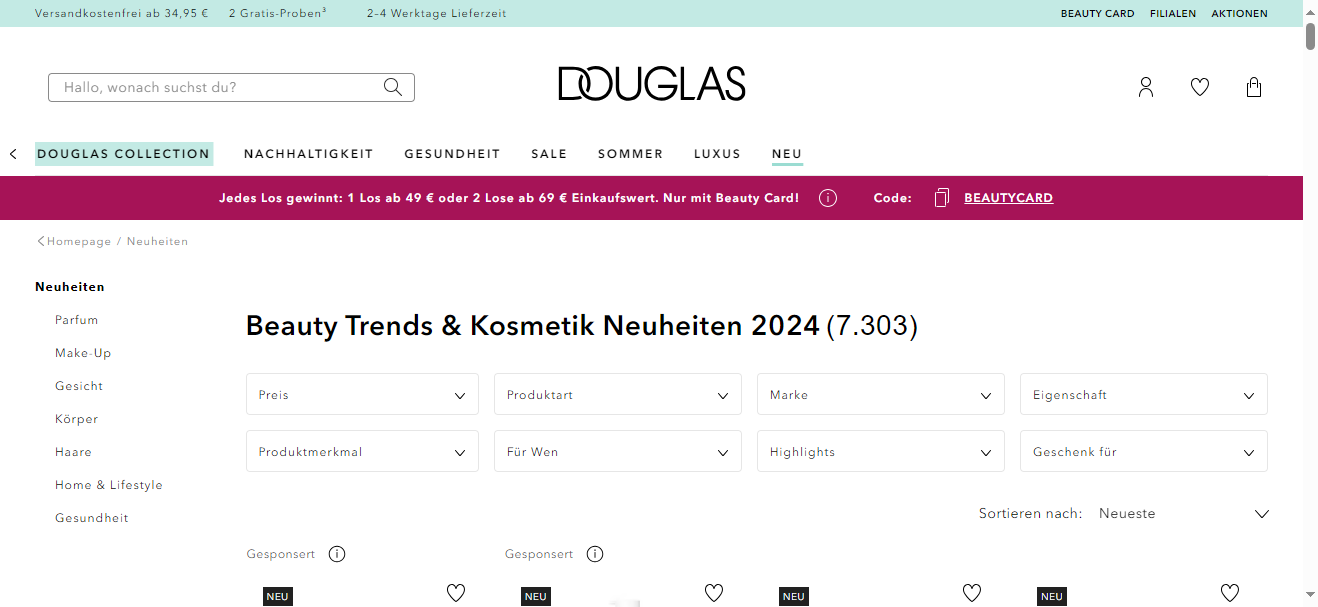 Versandkostenfrei ab 34,95 € 2 Gratis-Proben³ 2–4 Werktage Lieferzeit BEAUTY CARD FILIALEN AKTIONEN
Hallo, wonach suchst du? DOUGLAS
DOUGLAS COLLECTION NACHHALTIGKEIT GESUNDHEIT SALE SOMMER LUXUS NEU
Jedes Los gewinnt: 1 Los ab 49 € oder 2 Lose ab 69 € Einkaufswert. Nur mit Beauty Card! Code: BEAUTYCARD
Homepage / Neuheiten
Neuheiten
Parfum
Make-Up
Gesicht
Körper
Haare
Home & Lifestyle
Gesundheit
Beauty Trends & Kosmetik Neuheiten 2024 (7.303)
Preis Produktart Marke Eigenschaft
Produktmerkmal Für Wen Highlights Geschenk für
Sortieren nach: Neueste
Gesponsert Gesponsert
NEU NEU NEU NEU